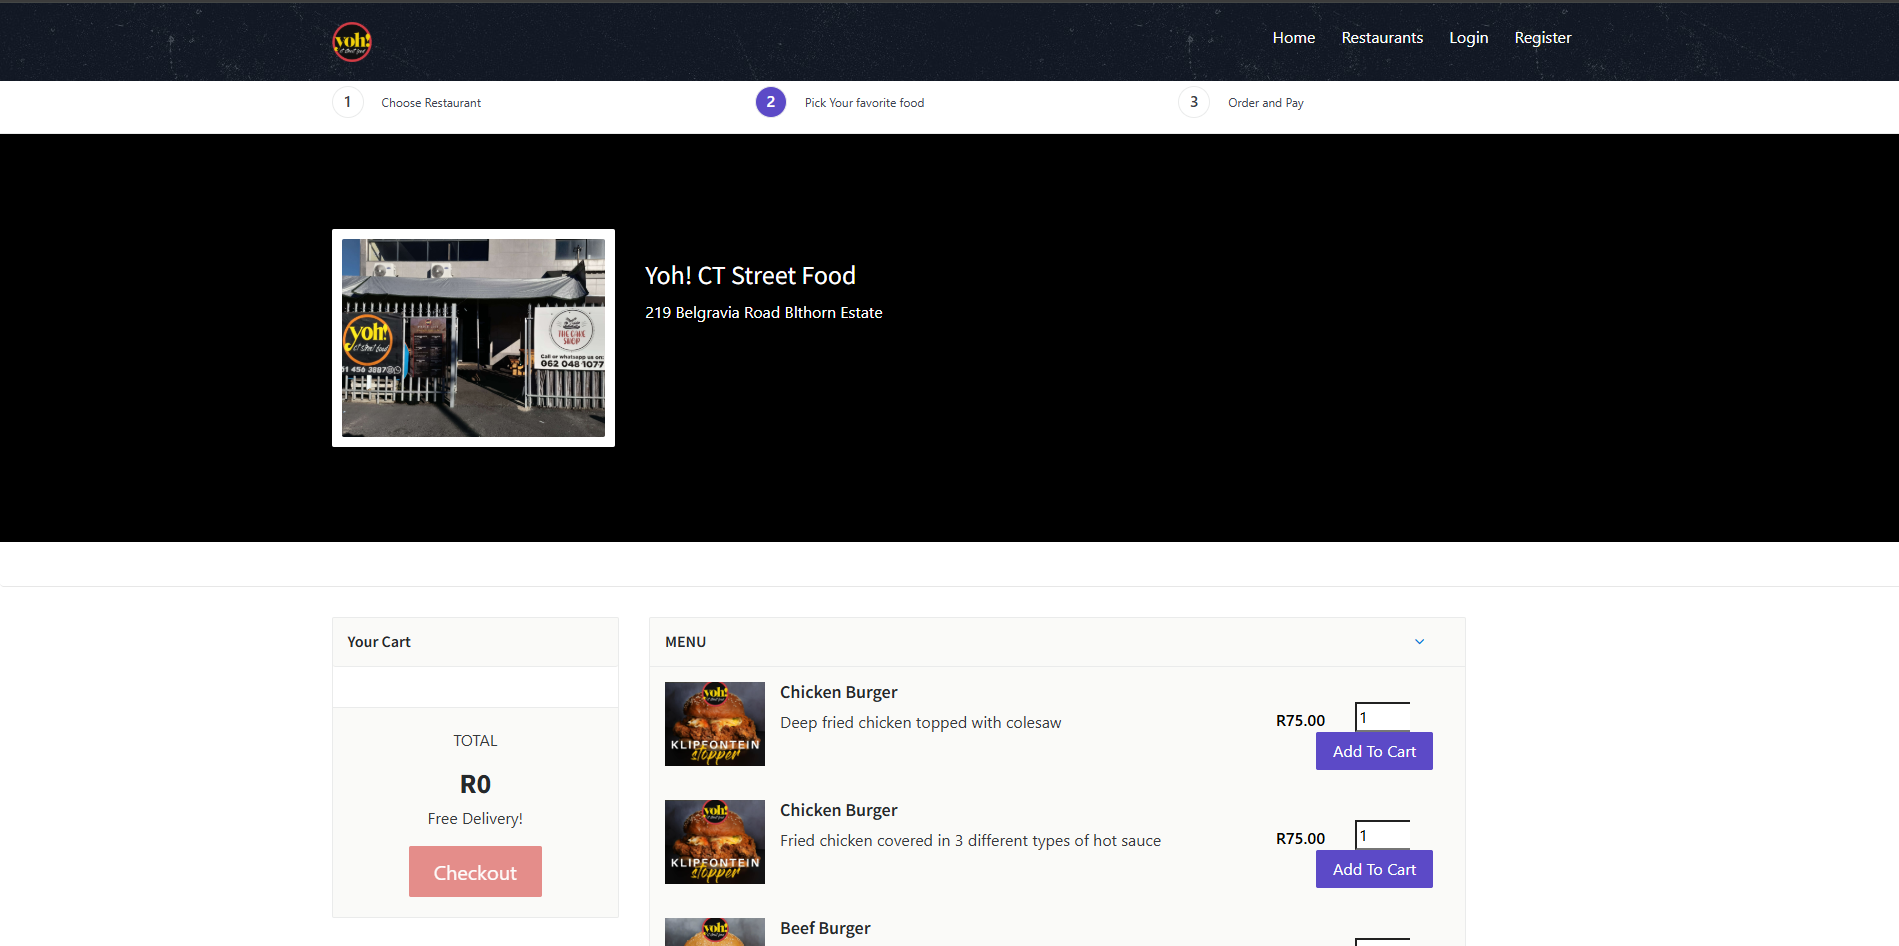 yoh!
Home Restaurants Login Register
1 Choose Restaurant 2 Pick Your favorite food 3 Order and Pay
Yoh! CT Street Food
219 Belgravia Road Blthorn Estate
yoh!
ct street food
THE CAKE
SHOP
Call or whatsapp us on:
062 048 1077
Your Cart
TOTAL
R0
Free Delivery!
Checkout
MENU
yoh!
KLIPFONTEIN
stopper
Chicken Burger
Deep fried chicken topped with colesaw
R75.00 1
Add To Cart
yoh!
KLIPFONTEIN
stopper
Chicken Burger
Fried chicken covered in 3 different types of hot sauce
R75.00 1
Add To Cart
yoh!
Beef Burger